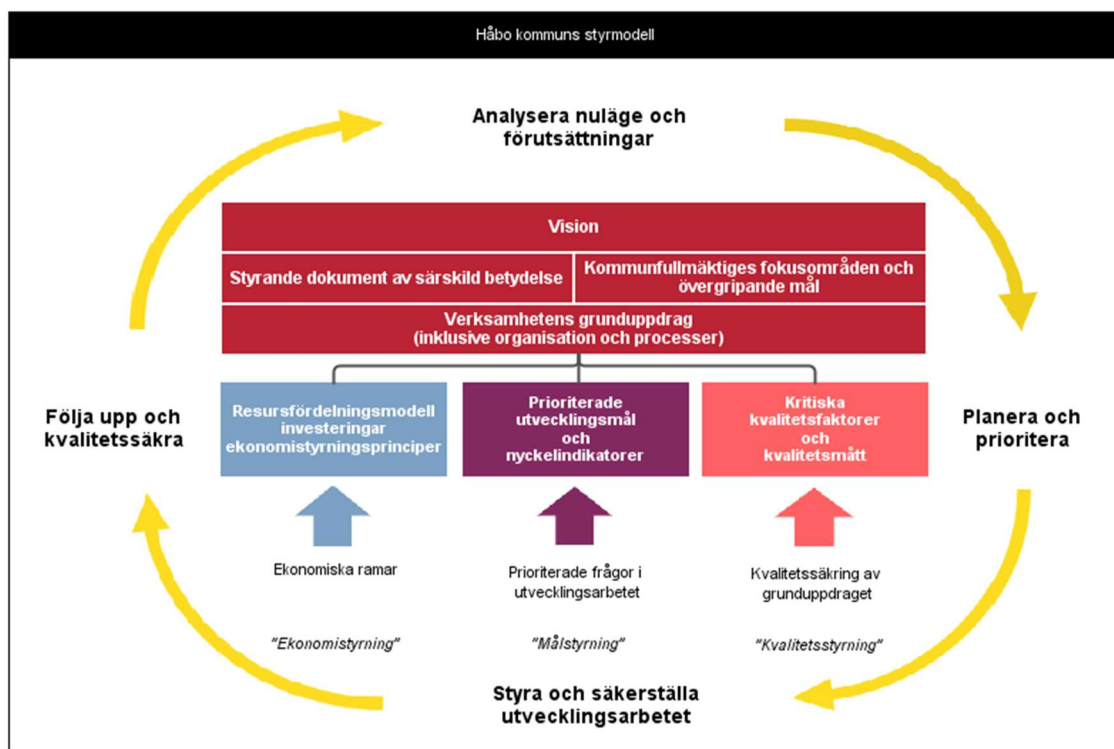 Håbo kommuns styrmodell
Analysera nuläge och
förutsättningar
Vision
Styrande dokument av särskild betydelse
Kommunfullmäktiges fokusområden och
övergripande mål
Verksamhetens grunduppdrag
(inklusive organisation och processer)
Följa upp och
kvalitetssäkra
Resursfördelningsmodell
investeringar
ekonomistyrningsprinciper
Prioriterade
utvecklingsmål
och
nyckelindikatorer
Kritiska
kvalitetsfaktorer
och
kvalitetsmått
Planera och
prioritera
Ekonomiska ramar
Prioriterade frågor i
utvecklingsarbetet
Kvalitetssäkring av
grunduppdraget
"Ekonomistyrning"
"Målstyrning"
"Kvalitetsstyrning"
Styra och säkerställa
utvecklingsarbetet